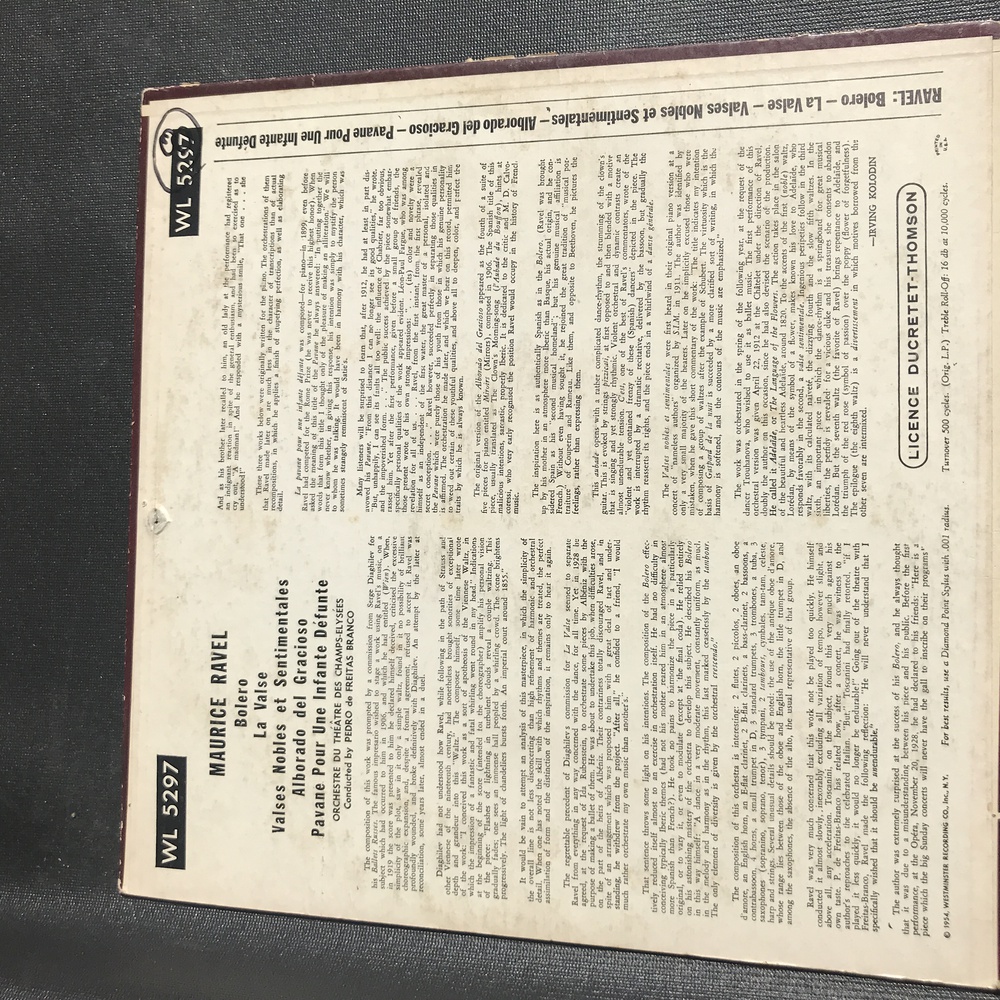 WL 5297
WL 5297
MAURICE RAVEL
Bolero
La Valse
Valses Nobles et Sentimentales
Alborado del Gracioso
Pavane Pour Une Infante Défunte
ORCHESTRE DU THÉÂTRE DES CHAMPS-ELYSÉES
Conducted by PEDRO de FREITAS BRANCO
The composition of this work was prompted by a commission from Serge Diaghilev for
his Ballets Russes. The famous impresario wished to stage a work using Ravel's music, on a
subject which had occurred to him in 1906, and which he had entitled (Wien). When,
in 1919 the score was presented to him he declared himself deceived, criticised the excessive
simplicity of the plot, saw in it only a simple waltz, found in it no possibility of brilliant
choreographic expansion, and, despite a formal agreement, refused to accept it. Ravel was
profoundly wounded, and broke definitively with Diaghilev. An attempt by the later at
reconciliation, some years later, almost ended in a duel.
Diaghilev had not understood how Ravel, while following in the path of Strauss and
other Viennese of the nineteenth century, had nonetheless brought sonorities of exceptional
depth and grandeur into this "Waltz." The composer himself, some time later wrote
of the work: "I conceived this work as a sort of apotheosis of the Viennese Waltz, in
which the impression of a fantastic and fatal whirling went round in my head." Indications
at the beginning of the score (intended for the choreographer) amplify his personal vision
of the piece: "Flashes of lightning in turbulent clouds reveal a couple waltzing. This
gradually fades; one sees an immense hall peopled by a whirling crowd. The scene brightens
progressively. The light of chandeliers bursts forth. An imperial court around 1855."
It would be vain to attempt an analysis of this masterpiece, in which the simplicity of
the overall line is not less disconcerting than high refinement of harmonic and orchestral
detail. When one has noted the skill with which rhythms and themes are treated, the perfect
assimilation of form and the distinction of the inspiration, it remains only to hear it again.
The regrettable precedent of Diaghilev's commission for La Valse seemed to separate
Ravel from everything in any way concerned with the dance, for all time. Yet in 1928 he
agreed, at the request of Ida Rubenstein, to orchestrate some pieces by Albéniz with the
purpose of making a ballet of them. He was about to undertake this job, when difficulties arose,
on the part of the heirs of Albéniz. Their contrariness totally discouraged Ravel, and in
spite of an arrangement which was proposed to him with a great deal of tact and under-
standing, he withdrew from the project. "After all," he confided to a friend, "I would
much rather orchestrate my own music than another's."
That sentence throws some light on his intentions. The composition of the Bolero effec-
tively reduced itself almost to an exercise in orchestration itself. He had no difficulty in
conceiving typically Iberic themes (had not his mother reared him in an atmosphere almost
more Spanish than French?). He took no pains to harmonize the piece in a particularly
original, or to vary it, or even to modulate (except at the final coda). He relied entirely
on his astonishing mastery of the orchestra to develop this subject. He described his Bolero
in this way himself: "A dance in a very moderate movement, constantly uniform, as much
in the melody and harmony as in the rhythm, this last marked ceaselessly by the tambour.
The only element of diversity is given by the orchestral crescendo."
The composition of this orchestra is interesting: 2 flutes, 2 piccolos, 2 oboes, an oboe
d'amore, an English horn, an E-flat clarinet, 2 B-flat clarinets, a bass-clarinet, 2 bassoons, a
contrabassoon, 4 horns, a small trumpet in D, 3 standard trumpets, 3 trombones, a tuba, 3
saxophones (sopranino, soprano, tenor), 3 tympani, 2 tambours, cymbales, tam-tam, celeste,
harp and strings. Several unusual details should be noted: the use of the antique oboe d'amore,
whose range lies between those of the oboe and English horn, the little trumpet in D, and
among the saxophones, the absence of the alto, the usual representative of that group.
Ravel was very much concerned that this work not be played too quickly. He himself
conducted it almost slowly, inexorably excluding all variation of tempo, however slight, and
above all, any acceleration. Toscanini, on the subject, found this very much against his
own taste. P. de Freitas-Branco has related how, after a concert, he was witness to the
author's reproaches to the celebrated Italian. "But," Toscanini had finally retorted, "if I
played it less quickly, it would no longer be endurable!" Going out of the theatre with
Freitas-Branco, Ravel made the following reflection: "He will never understand that I
specifically wished that it should be unendurable."
The author was extremely surprised at the success of his Bolero, and he always thought
that it was due to a misunderstanding between his piece and his public. Before the first
performance, at the Opéra, November 20, 1928, he had declared to his friends: "Here is a
piece which the big Sunday concerts will never have the gall to inscribe on their programs"
And as his brother later recalled to him, an old lady at the performance had registered
an indignant reaction in spite of the general enthusiasm, and had been so exercised as to
cry out, "A madman!" And he responded with a mysterious smile, "That one . . . she
understood!"
These three works below were originally written for the piano. The orchestrations of them
that Ravel made later on are much less in the character of transcriptions than of actual
recompositions, in which he applies a finish of stupefying perfection, as well as elaborating
detail.
La pavane pour une infante défunte was composed—for piano—in 1899, even before
Ravel had competed for the Rome Prize (he was never to receive this highest honor). When
asked the meaning of this title of the Pavane he always answered: "In putting together the
words that form this title I thought only of the pleasure of making an alliteration." We will
never know whether, in giving this response, his intention was simply to mystify the person
to whom he was talking. It would have been in harmony with his character, which was
sometimes strangely reminiscent of Satie's.
Many listeners will be surprised to learn that, after 1912, he had at least in part dis-
avowed his Pavane. "From this distance I can no longer see its good qualities," he wrote.
"But, unhappily, I can see its faults all too well: the influence of Chabrier, far too obvious,
and the impoverished form. . . ." The public success achieved by the piece somewhat embar-
rassed him. Yet after the first performance, given before a small group of friends, the
specifically personal qualities of the work appeared evident. Léon-Paul Fargue, who was among
those present wrote of his own strong impressions: ". . . (its) color and novelty were a
revelation for all of us. . . . Ravel, from the first instant, from the first phrase, revealed
himself as an independent of the first water, the great master of a personal, isolated and
secret conception. . . ." Ravel however, succeeded perfectly in separating those qualities in
the Pavane which were purely those of his youth from those in which his genuine personality
is affirmed. The orchestration he made later, and which we hear on this record, permitted him
to weed out certain of these youthful qualities, and above all to deepen, color, and perfect the
traits by which he is always known.
The original version of the Alborado del Gracioso appeared as the fourth of a suite of
five pieces for piano entitled Miroirs (Mirrors), composed in 1906. The Spanish title of this
piece, usually translated as The Clown's Morning-song (l'Aubade du Bouffon), hints at
malicious intentions, sarcastic, properly Iberic. It is dedicated to the critic and M. D. Calvo-
coressi, who very early recognised the position Ravel would occupy in the history of French
music.
The inspiration here is as authentically Spanish as in the Bolero. (Ravel was brought
up by his mother in an atmosphere more Iberic than Basque, his actual origin, and he con-
sidered Spain as his "second musical homeland"; but his genuine musical affiliation is
French.) Without even having sought it, he rejoined the great tradition of "musical por-
traiture" of Couperin and Rameau. Like them, and opposite to Beethoven, he pictures the
feelings, rather than expressing them.
This aubade opens with a rather complicated dance-rhythm, the strumming of the clown's
guitar. This is evoked by strings pizzicati, at first opposed to and then blended with a motive
that is singing and yet strongly rhythmic. Violent orchestral and dynamic contrasts create an
almost unendurable tension. C'est, one of the best of Ravel's commentators, wrote of the
"violent and yet contained frenzy of these (Spanish) dancers" depicted in the piece. The
work is interrupted by a dramatic recitative, delivered by the bassoon, but gradually the
rhythm reasserts its rights, and the piece ends in a whirlwind of a danse générale.
The Valses nobles et sentimentales were first heard in their original piano version at a
concert of "nameless authors" organized by S.I.M. in 1911. The author was identified by
only a very small majority of the hearers. Later on he implicitly excused those who were
mistaken, when he gave this short commentary of the work: "The title indicates my intention
of composing a group of waltzes after the example of Schubert. The virtuosity which is the
basis of Gaspard de la nuit is succeeded by a more clarified sort of writing, in which the
harmony is softened, and the contours of the music are emphasized."
The work was orchestrated in the spring of the following year, at the request of the
dancer Trouhanova, who wished to use it as ballet music. The first performance of this
orchestral version was given April 22, 1912 at the Châtelet under the direction of Ravel,
doubly the author on this occasion, since he had also devised the scenario of the production.
He called it Adelaïde, or The Language of the Flowers. The action takes place in the salon
of the beautiful and heartless Adelaïde, around 1820. To the accents of the first (noble) waltz,
Lorédan, by means of the symbol of a flower, makes known his love to Adelaïde, who
responds favorably in the second, a valse sentimentale. Ingenious peripeties follow in the third
waltz, with its calculated naïveté, the dizzying fourth and the slow fifth waltzes. In the
sixth, an important piece in which the dance-rhythm is a springboard for great musical
liberties, the perfidy is revealed: for a vicious duke and his treasures she consents to abandon
Lorédan. But the seventh waltz (the favorite of Ravel) brings repentance to Adelaïde, and
the triumph of the red rose (symbol of passion) over the poppy (flower of forgetfulness).
The epilogue (the eighth waltz) is a divertissement in which motives borrowed from the
other seven are intermixed.
—IRVING KOLODIN
LICENCE DUCRETET-THOMSON
© 1954, WESTMINSTER RECORDING CO., Inc., N.Y.
For best results, use a Diamond Point Stylus with .001 radius.
Turnover 500 cycles. (Orig. L.P.) Treble Roll-Off: 16 db at 10,000 cycles.
PRINTED
IN
U.S.A.
RAVEL: Bolero – La Valse – Valses Nobles et Sentimentales – Alborado del Gracioso – Pavane Pour Une Infante Défunte